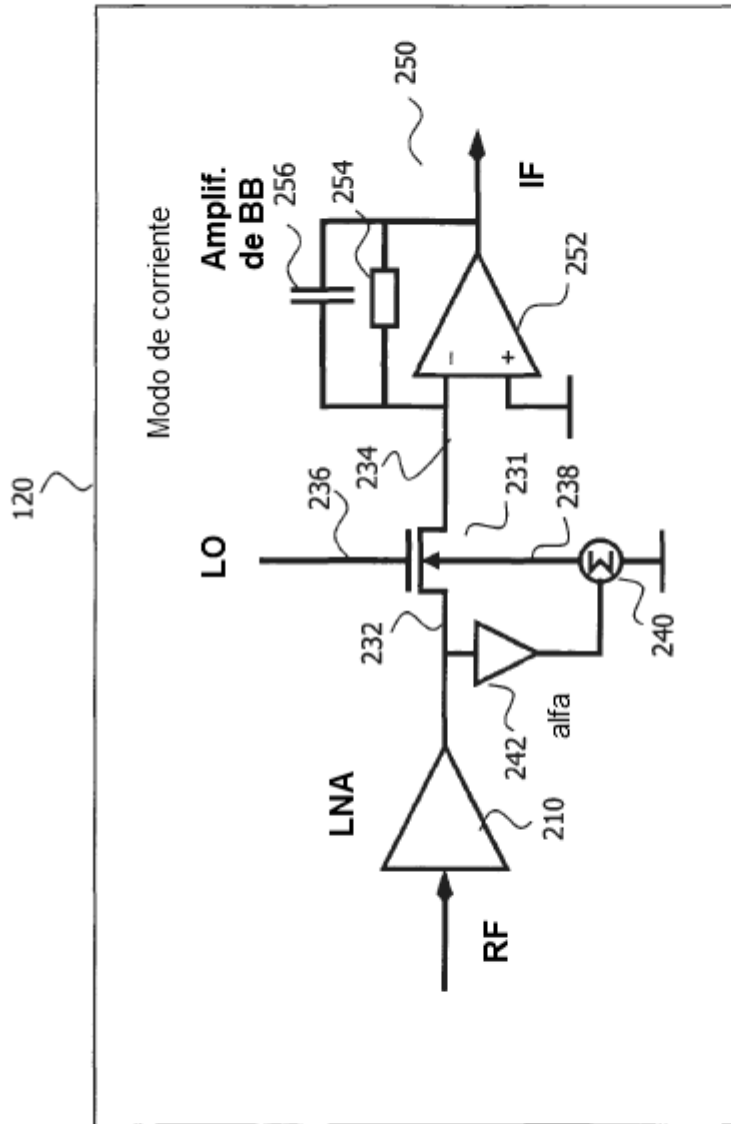 120
Modo de corriente
Amplif.
de BB
256
254
250
LO
236
234
IF
LNA
232
231
238
252
−
+
RF
210
242
alfa
Σ
240